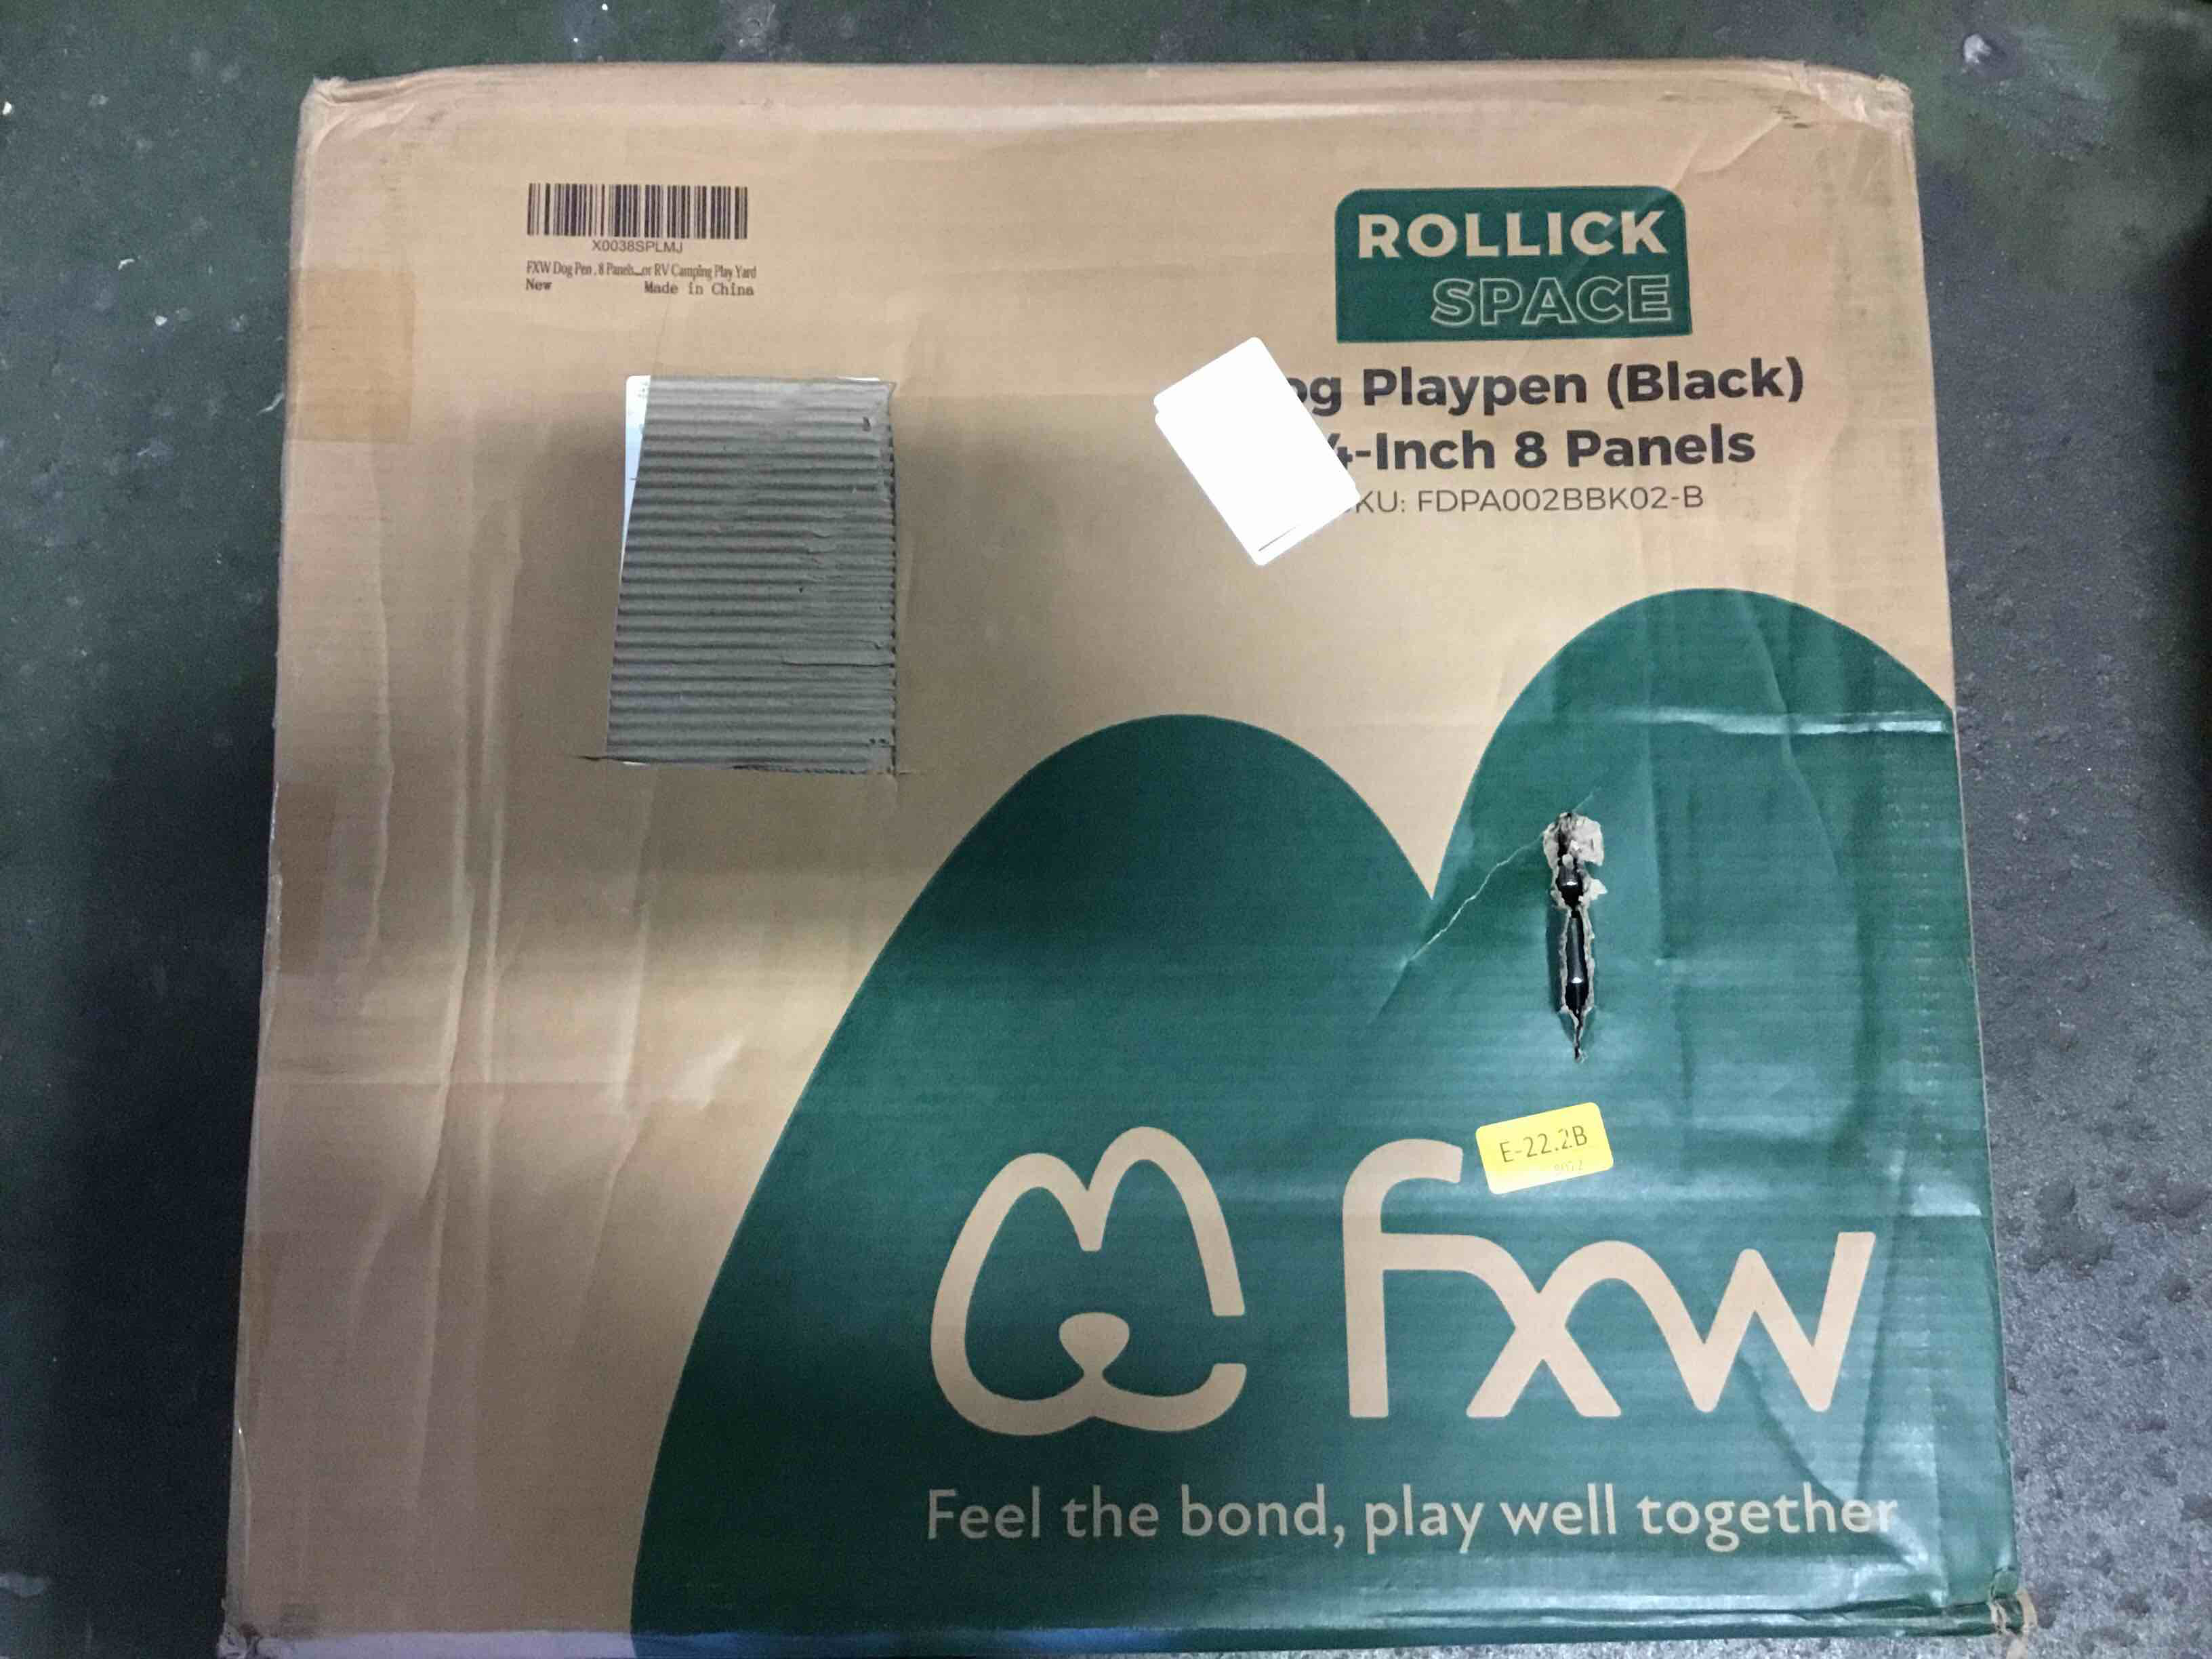 X0038SPLMJ
FXW Dog Pen , 8 Panels...or RV Camping Play Yard
New Made in China
ROLLICK
SPACE
Playpen (Black)
-Inch 8 Panels
FDPA002BBK02-B
E-22.2B
fxw
Feel the bond, play well together